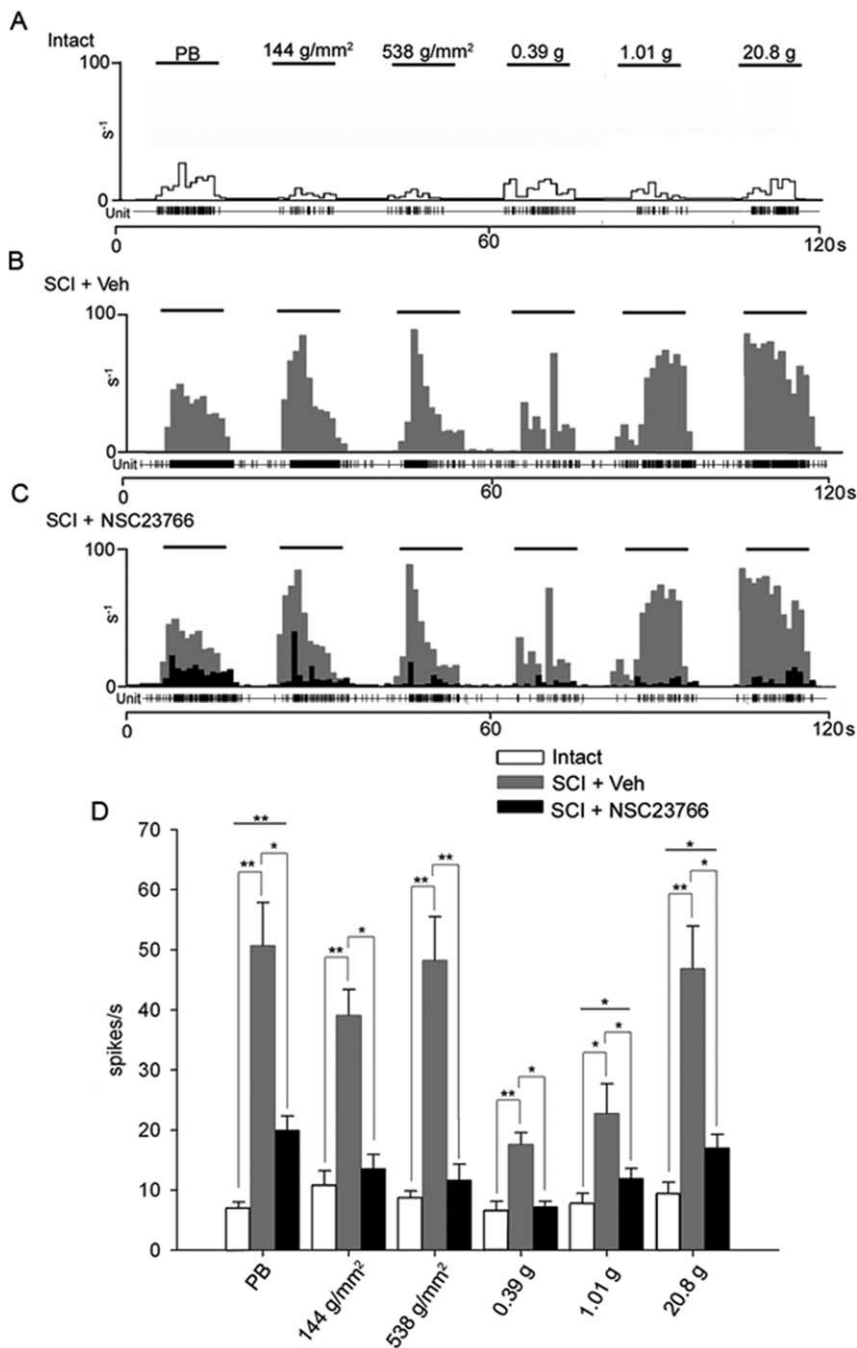 A
Intact
PB 144 g/mm² 538 g/mm² 0.39 g 1.01 g 20.8 g
100
s-1
0
Unit
0 60 120s
B
SCI + Veh
100
s-1
0
Unit
0 60 120s
C
SCI + NSC23766
100
s-1
0
Unit
0 60 120s
Intact
SCI + Veh
SCI + NSC23766
D
70
60
50
40
30
20
10
0
spikes/s
** ** *
** *
** **
** *
* * *
* ** *
PB 144 g/mm² 538 g/mm² 0.39 g 1.01 g 20.8 g